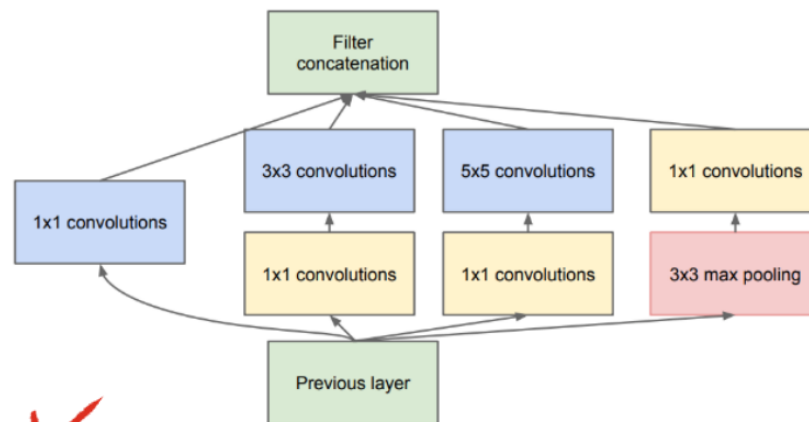 Filter
concatenation
3x3 convolutions
5x5 convolutions
1x1 convolutions
1x1 convolutions
1x1 convolutions
1x1 convolutions
3x3 max pooling
Previous layer